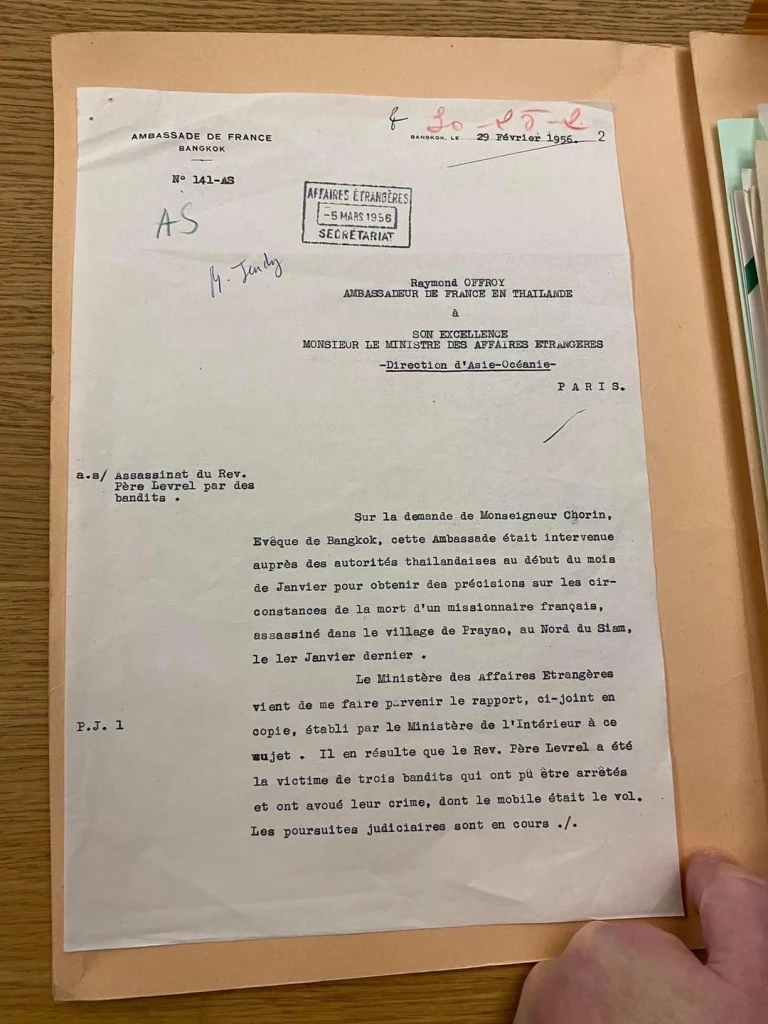 AMBASSADE DE FRANCE
BANGKOK
N° 141-AS
BANGKOK, LE 29 Février 1956. 2
AS
AFFAIRES ÉTRANGÈRES
-5 MARS 1956
SECRÉTARIAT
Raymond OFFROY
AMBASSADEUR DE FRANCE EN THAILANDE
à
SON EXCELLENCE
MONSIEUR LE MINISTRE DES AFFAIRES ETRANGERES
-Direction d'Asie-Océanie-
P A R I S.
a.s/ Assassinat du Rev.
Père Levrel par des
bandits .
Sur la demande de Monseigneur Chorin,
Evêque de Bangkok, cette Ambassade était intervenue
auprès des autorités thailandaises au début du mois
de Janvier pour obtenir des précisions sur les cir-
constances de la mort d'un missionnaire français,
assassiné dans le village de Prayao, au Nord du Siam,
le 1er Janvier dernier .
Le Ministère des Affaires Etrangères
vient de me faire parvenir le rapport, ci-joint en
P.J. 1
copie, établi par le Ministère de l'Intérieur à ce
sujet . Il en résulte que le Rev. Père Levrel a été
la victime de trois bandits qui ont pû être arrêtés
et ont avoué leur crime, dont le mobile était le vol.
Les poursuites judiciaires sont en cours ./.